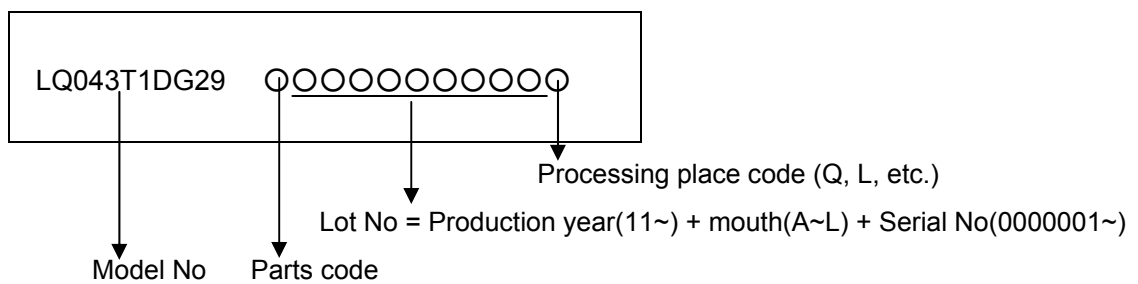 LQ043T1DG29 ○○○○○○○○○○○
Processing place code (Q, L, etc.)
Lot No = Production year(11~) + mouth(A~L) + Serial No(0000001~)
Model No Parts code